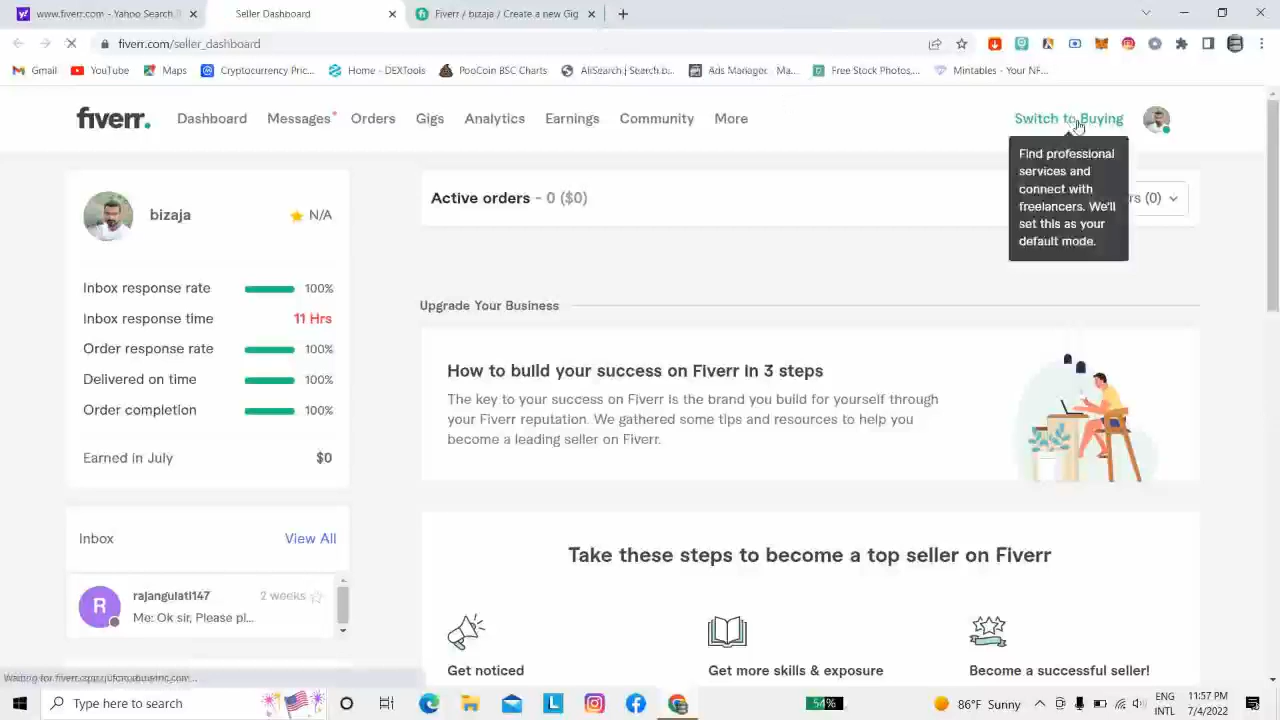 www.fiverr.com - Yahoo Search
Seller Dashboard
Fiverr / bizaja / Create a new Gig
fiverr.com/seller_dashboard
Gmail
YouTube
Maps
Cryptocurrency Pric...
Home - DEXTools
PooCoin BSC Charts
AliSearch | Search b...
Ads Manager
Free Stock Photos,...
Mintables - Your NF...
fiverr.
Dashboard
Messages
Orders
Gigs
Analytics
Earnings
Community
More
Switch to Buying
Find professional
services and
connect with
freelancers. We'll
set this as your
default mode.
bizaja
N/A
Inbox response rate
100%
Inbox response time
11 Hrs
Order response rate
100%
Delivered on time
100%
Order completion
100%
Earned in July
$0
Active orders - 0 ($0)
rs (0)
Upgrade Your Business
How to build your success on Fiverr in 3 steps
The key to your success on Fiverr is the brand you build for yourself through
your Fiverr reputation. We gathered some tips and resources to help you
become a leading seller on Fiverr.
Inbox
View All
R
rajangulati147
2 weeks
Me: Ok sir, Please pl...
Take these steps to become a top seller on Fiverr
Get noticed
Get more skills & exposure
Become a successful seller!
Type here to search
54%
86°F Sunny
ENG
INTL
11:57 PM
7/4/2022